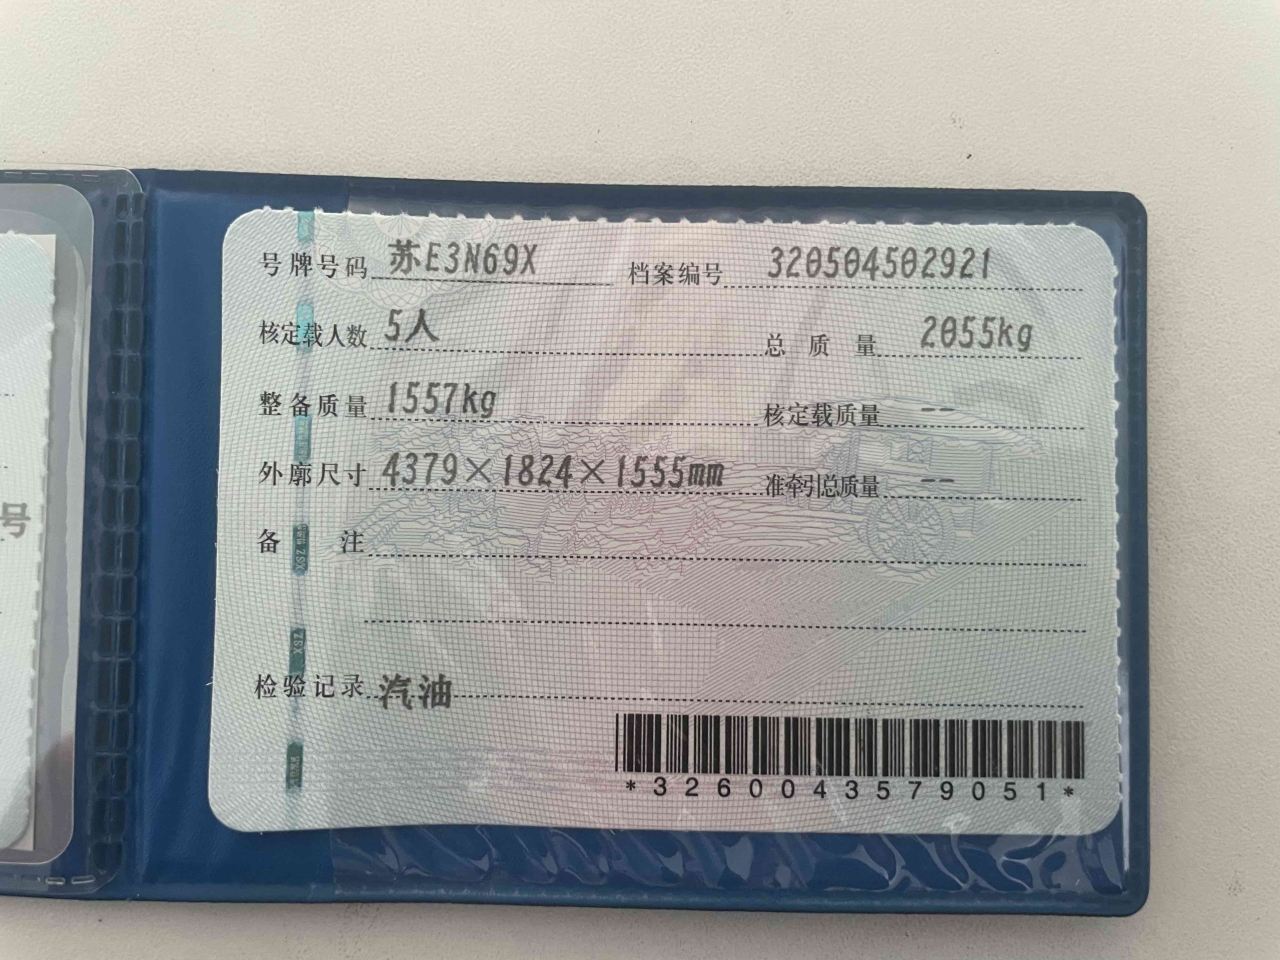 号牌号码 苏E3N69X 档案编号 320504502921
核定载人数 5人 总质量 2055kg
整备质量 1557kg 核定载质量 --
外廓尺寸 4379×1824×1555mm 准牵引总质量 --
备注
检验记录 汽油
*3260043579051*
号
XSZ
XSZ